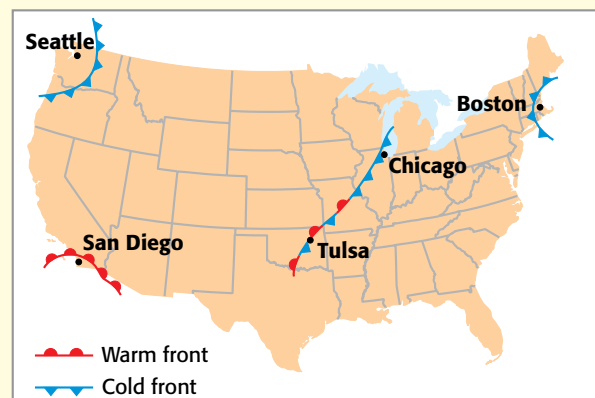 Seattle
Boston
Chicago
San Diego
Tulsa
Warm front
Cold front